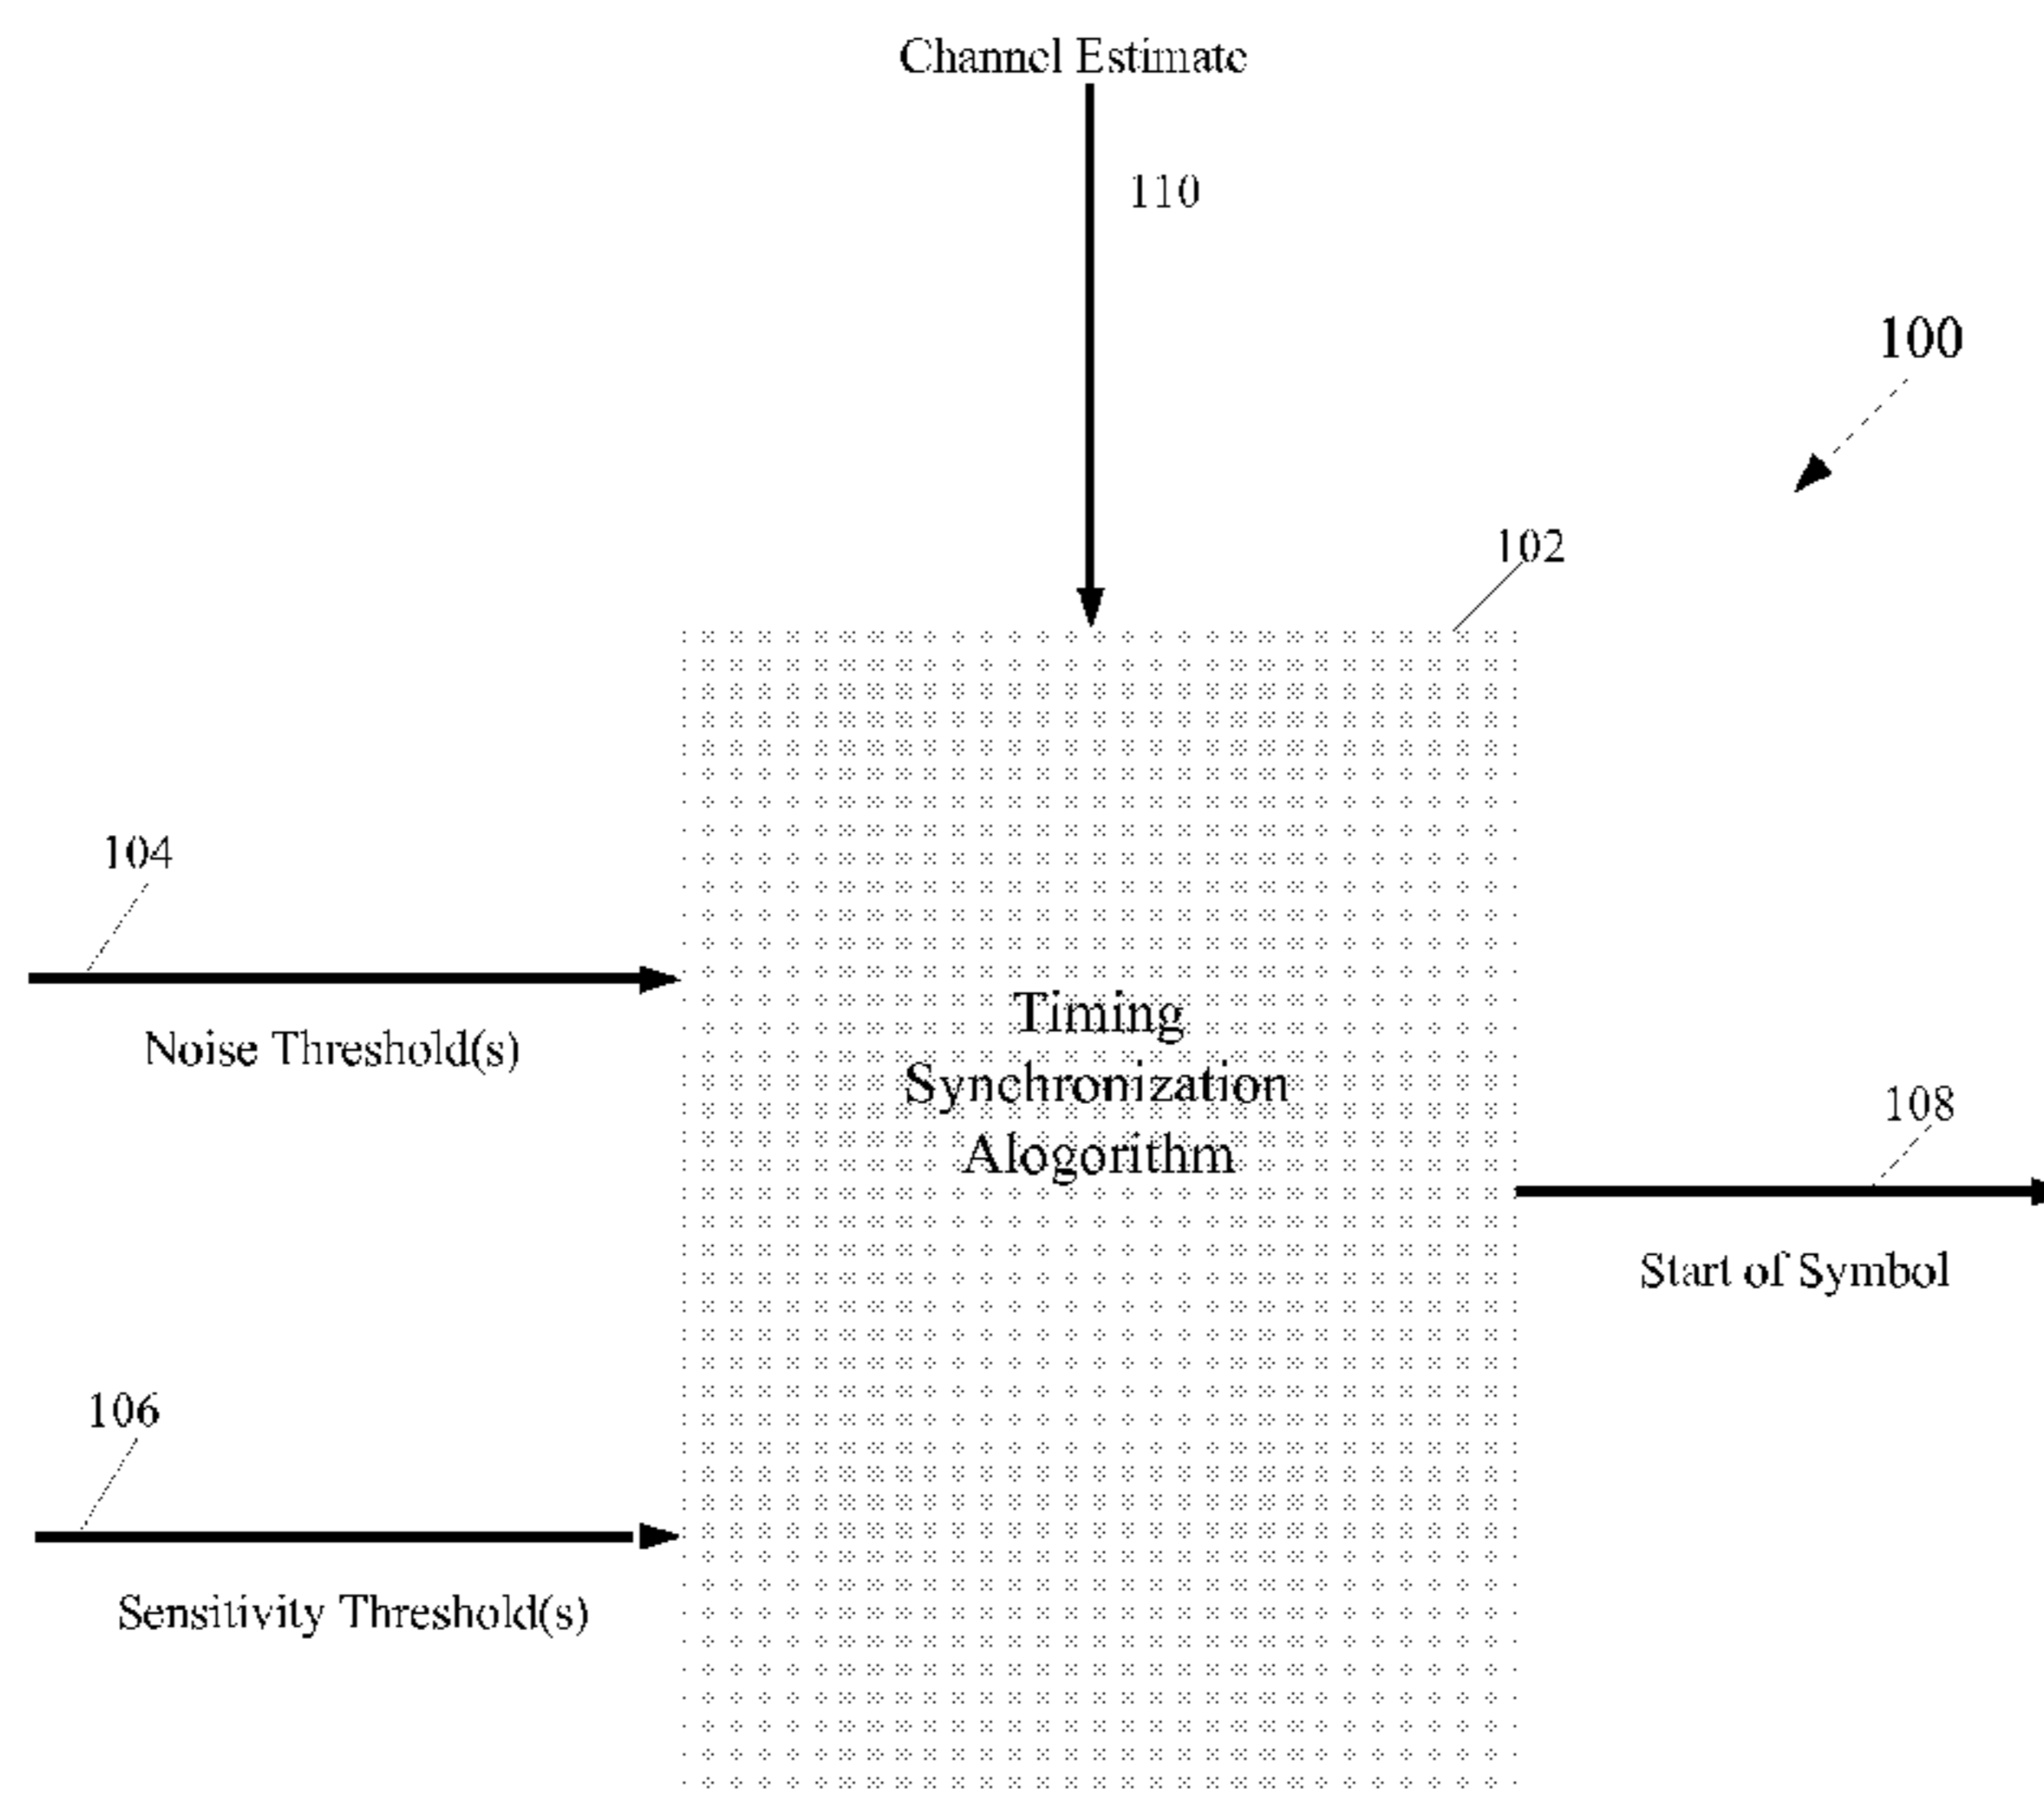 Channel Estimate
110
100
102
104
Noise Threshold(s)
Timing
Synchronization
Alogorithm
108
Start of Symbol
106
Sensitivity Threshold(s)